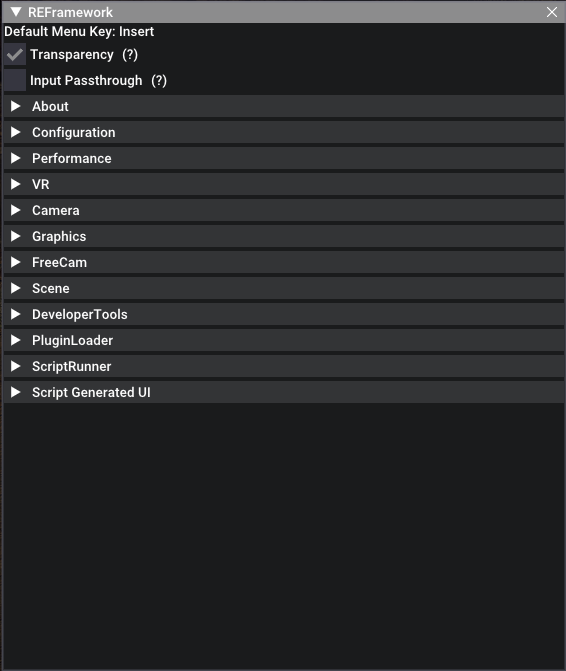 REFramework
Default Menu Key: Insert
Transparency (?)
Input Passthrough (?)
About
Configuration
Performance
VR
Camera
Graphics
FreeCam
Scene
DeveloperTools
PluginLoader
ScriptRunner
Script Generated UI